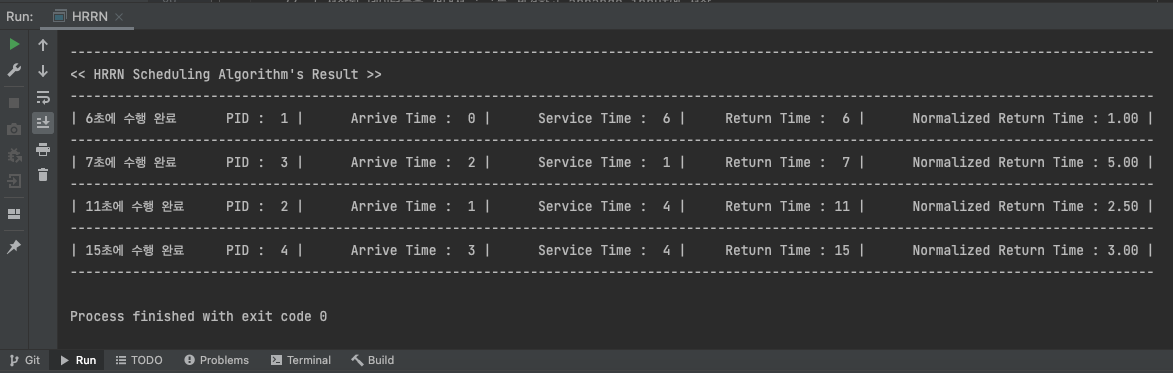 Run: HRRN
----------------------------------------------------------------------------------------------------------------------------------------
<< HRRN Scheduling Algorithm's Result >>
----------------------------------------------------------------------------------------------------------------------------------------
| 6초에 수행 완료 PID : 1 | Arrive Time : 0 | Service Time : 6 | Return Time : 6 | Normalized Return Time : 1.00 |
----------------------------------------------------------------------------------------------------------------------------------------
| 7초에 수행 완료 PID : 3 | Arrive Time : 2 | Service Time : 1 | Return Time : 7 | Normalized Return Time : 5.00 |
----------------------------------------------------------------------------------------------------------------------------------------
| 11초에 수행 완료 PID : 2 | Arrive Time : 1 | Service Time : 4 | Return Time : 11 | Normalized Return Time : 2.50 |
----------------------------------------------------------------------------------------------------------------------------------------
| 15초에 수행 완료 PID : 4 | Arrive Time : 3 | Service Time : 4 | Return Time : 15 | Normalized Return Time : 3.00 |
----------------------------------------------------------------------------------------------------------------------------------------
Process finished with exit code 0
Git Run TODO Problems Terminal Build